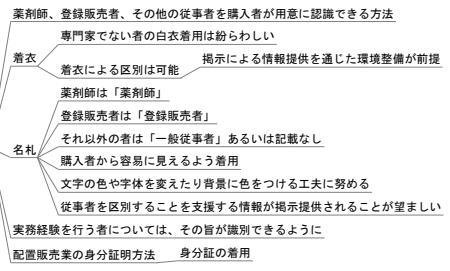 薬剤師、登録販売者、その他の従事者を購入者が用意に認識できる方法
着衣
専門家でない者の白衣着用は紛らわしい
着衣による区別は可能
掲示による情報提供を通じた環境整備が前提
名札
薬剤師は「薬剤師」
登録販売者は「登録販売者」
それ以外の者は「一般従事者」あるいは記載なし
購入者から容易に見えるよう着用
文字の色や字体を変えたり背景に色をつける工夫に努める
従事者を区別することを支援する情報が掲示提供されることが望ましい
実務経験を行う者については、その旨が識別できるように
配置販売業の身分証明方法
身分証の着用